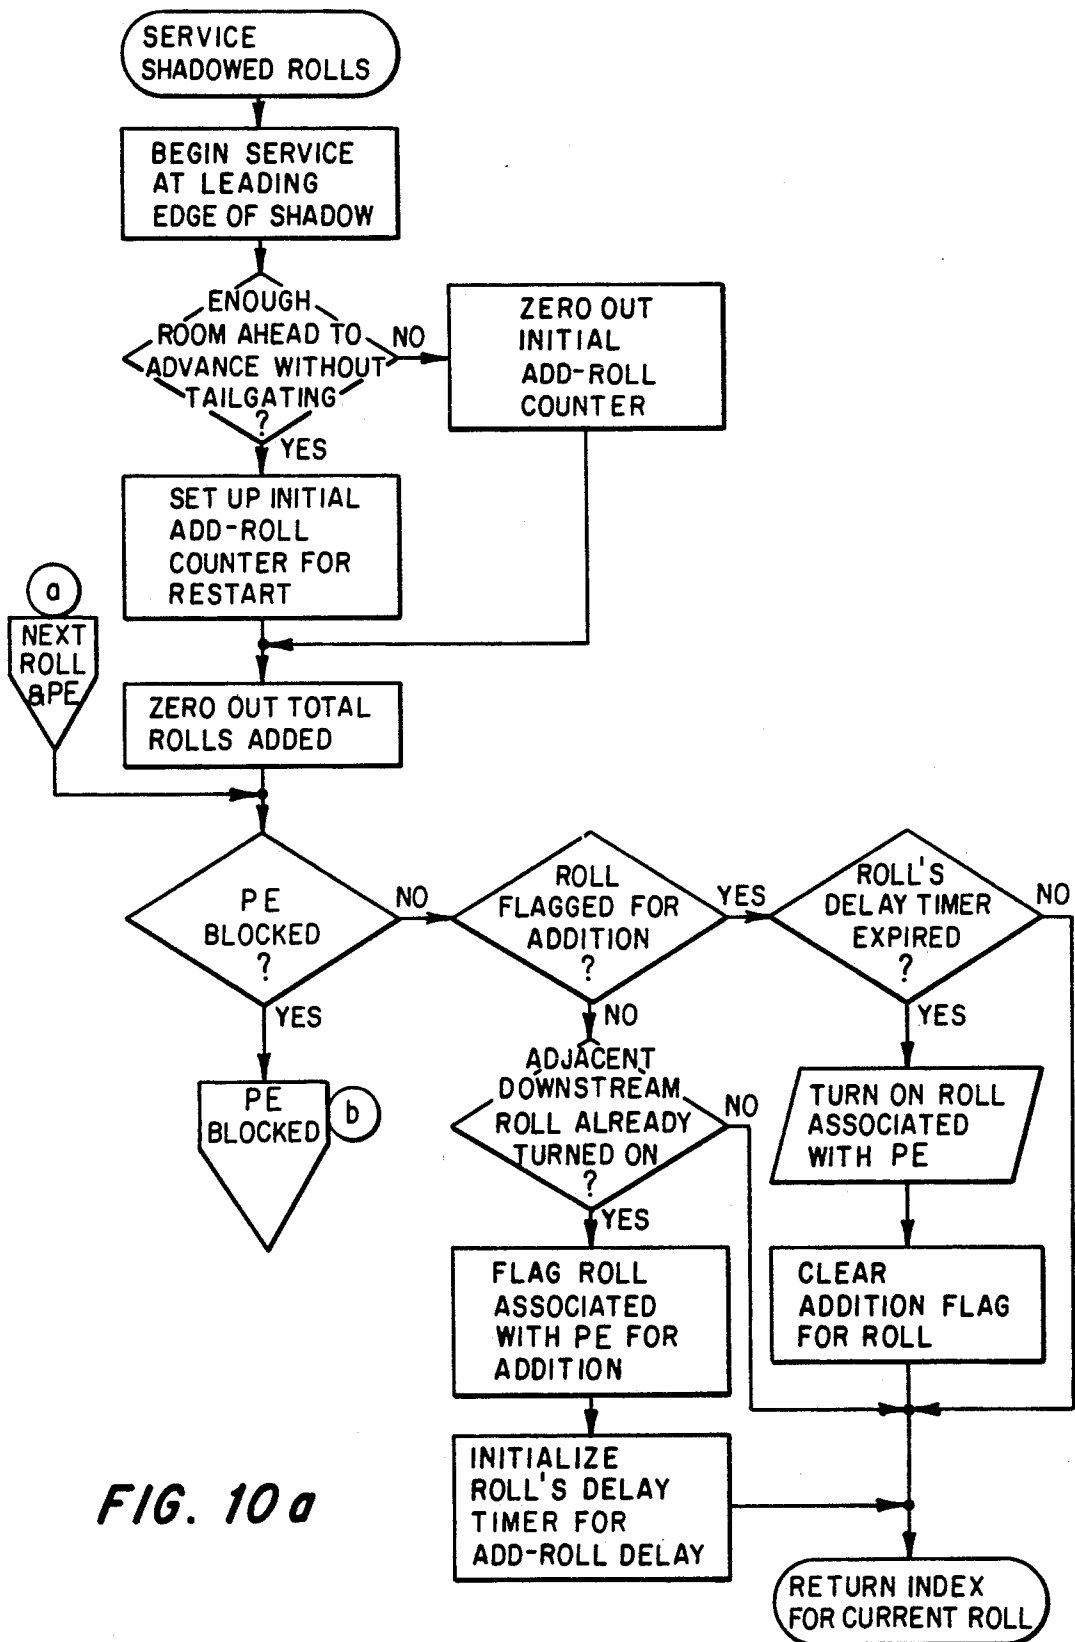 SERVICE
SHADOWED ROLLS
BEGIN SERVICE
AT LEADING
EDGE OF SHADOW
ENOUGH
ROOM AHEAD TO
ADVANCE WITHOUT
TAILGATING
?
NO
YES
ZERO OUT
INITIAL
ADD-ROLL
COUNTER
SET UP INITIAL
ADD-ROLL
COUNTER FOR
RESTART
a
NEXT
ROLL
&PE
ZERO OUT TOTAL
ROLLS ADDED
PE
BLOCKED
?
NO
YES
PE
BLOCKED
b
ROLL
FLAGGED FOR
ADDITION
?
YES
NO
ROLL'S
DELAY TIMER
EXPIRED
?
NO
YES
ADJACENT
DOWNSTREAM
ROLL ALREADY
TURNED ON
?
NO
YES
TURN ON ROLL
ASSOCIATED
WITH PE
FLAG ROLL
ASSOCIATED
WITH PE FOR
ADDITION
CLEAR
ADDITION FLAG
FOR ROLL
INITIALIZE
ROLL'S DELAY
TIMER FOR
ADD-ROLL DELAY
RETURN INDEX
FOR CURRENT ROLL
FIG. 10a